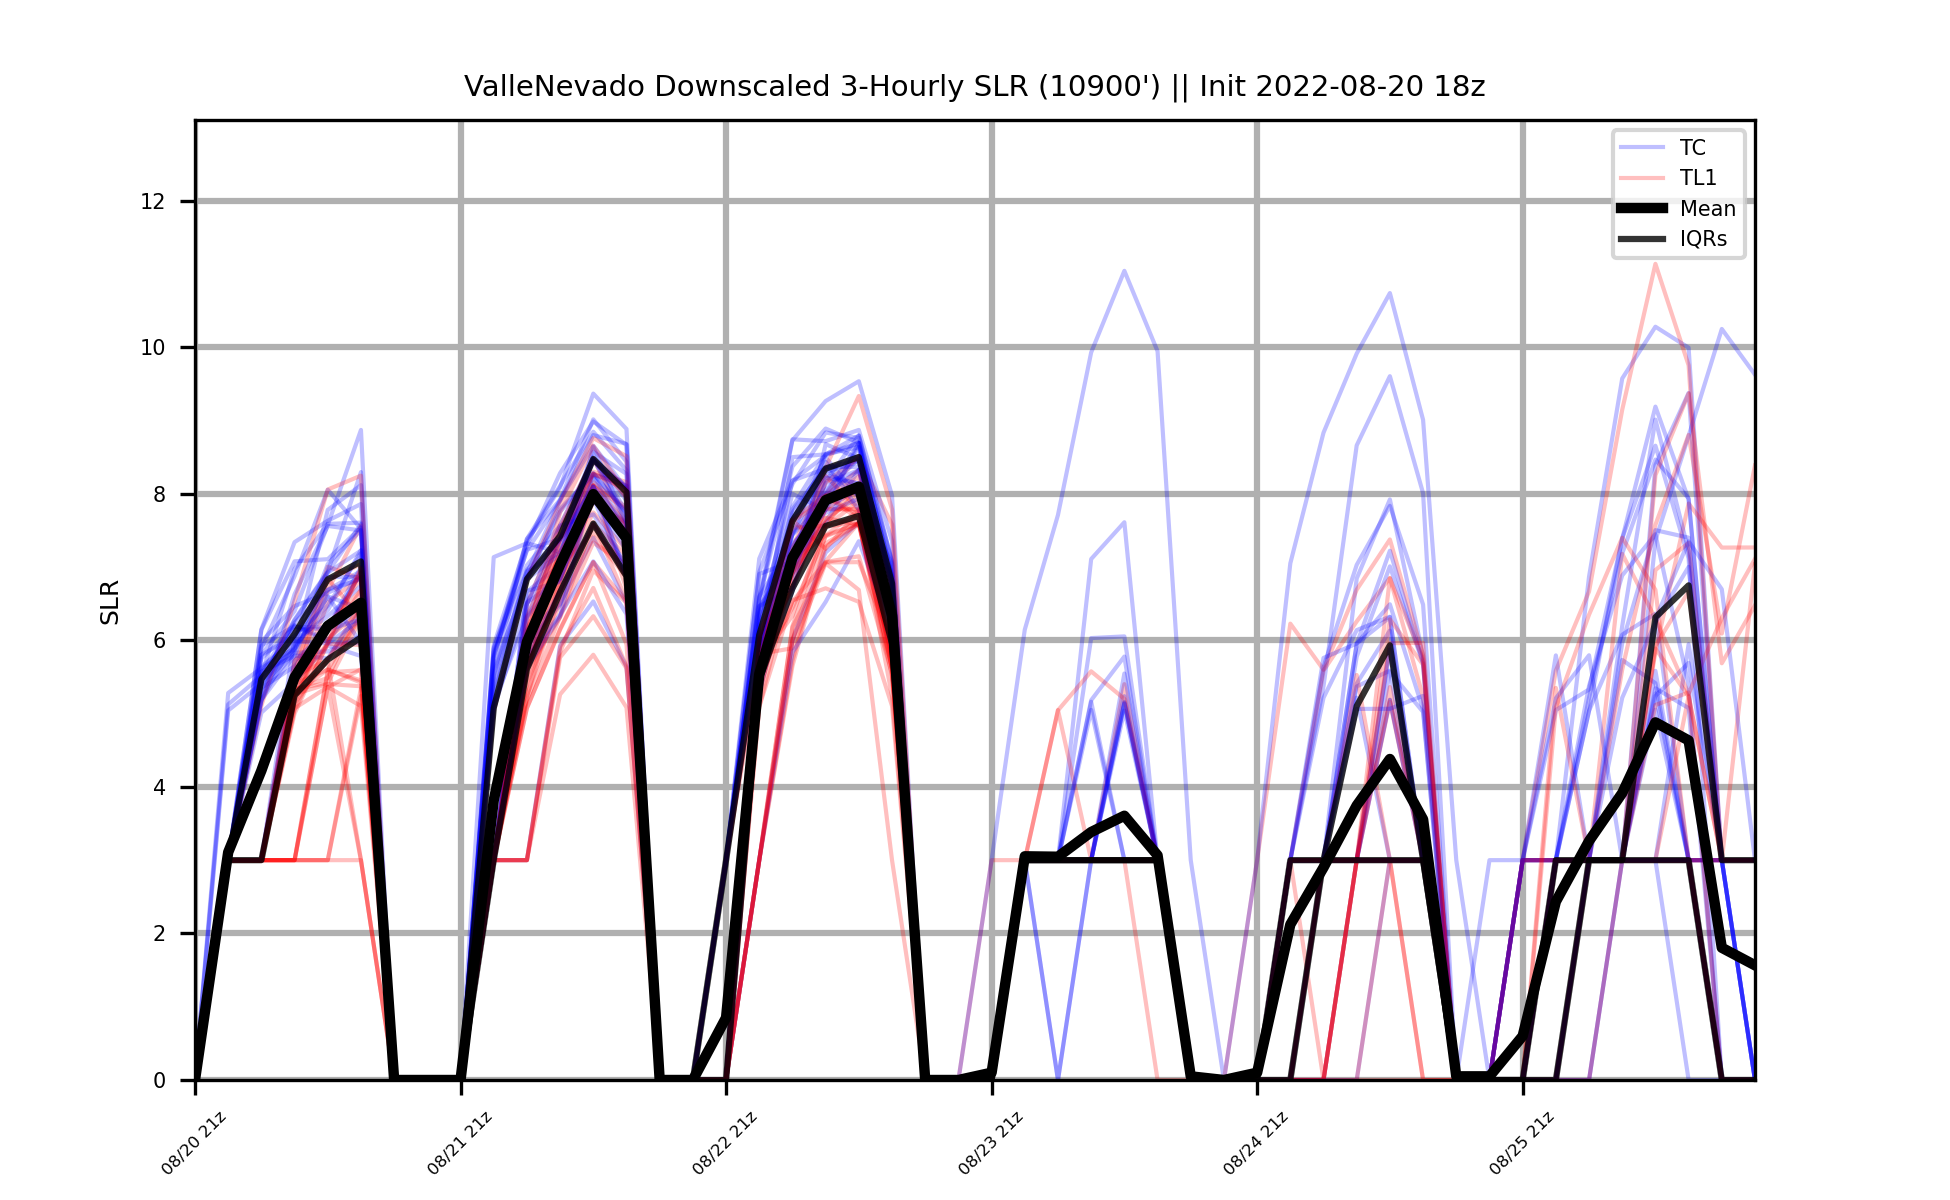 ValleNevado Downscaled 3-Hourly SLR (10900') || Init 2022-08-20 18z
TC
TL1
Mean
IQRs
SLR
12
10
8
6
4
2
0
08/20 21z
08/21 21z
08/22 21z
08/23 21z
08/24 21z
08/25 21z